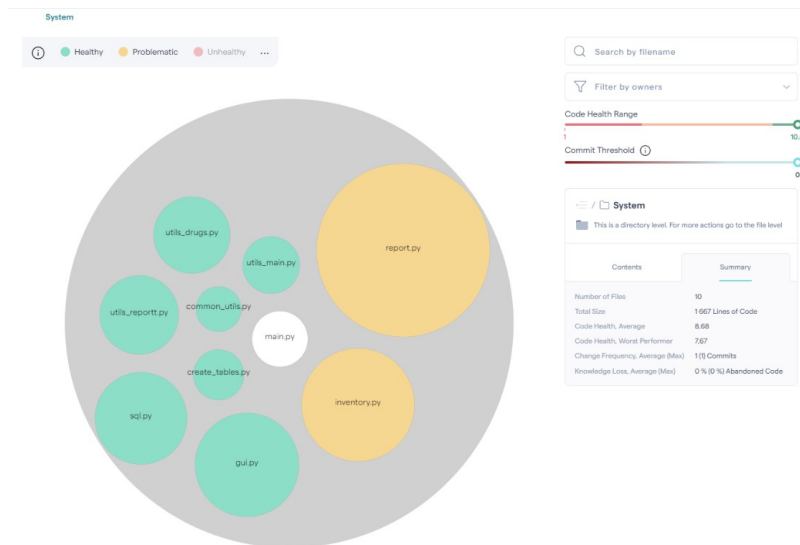 System
Healthy Problematic Unhealthy ...
Search by filename
Filter by owners
Code Health Range
1
10.
Commit Threshold
0
/ System
This is a directory level. For more actions go to the file level
Contents Summary
Number of Files 10
Total Size 1 667 Lines of Code
Code Health, Average 8,68
Code Health, Worst Performer 7,67
Change Frequency, Average (Max) 1 (1) Commits
Knowledge Loss, Average (Max) 0 % (0 %) Abandoned Code
utils_drugs.py
report.py
utils_main.py
common_utils.py
utils_reportt.py
main.py
create_tables.py
inventory.py
sql.py
gui.py